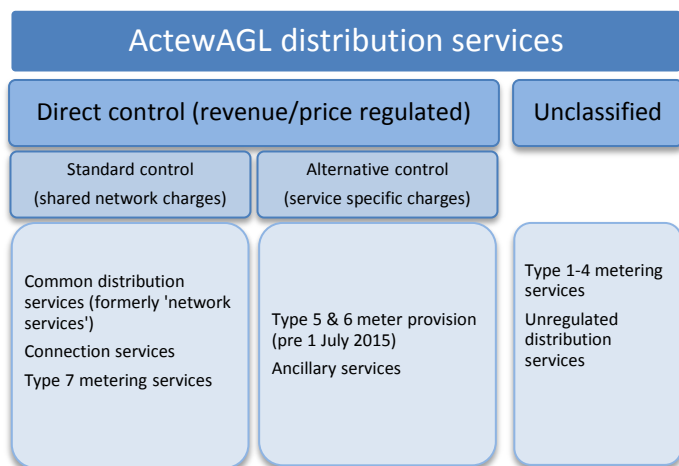 ActewAGL distribution services
Direct control (revenue/price regulated)
Unclassified
Standard control
(shared network charges)
Alternative control
(service specific charges)
Common distribution
services (formerly 'network
services')
Connection services
Type 7 metering services
Type 5 & 6 meter provision
(pre 1 July 2015)
Ancillary services
Type 1-4 metering
services
Unregulated
distribution
services